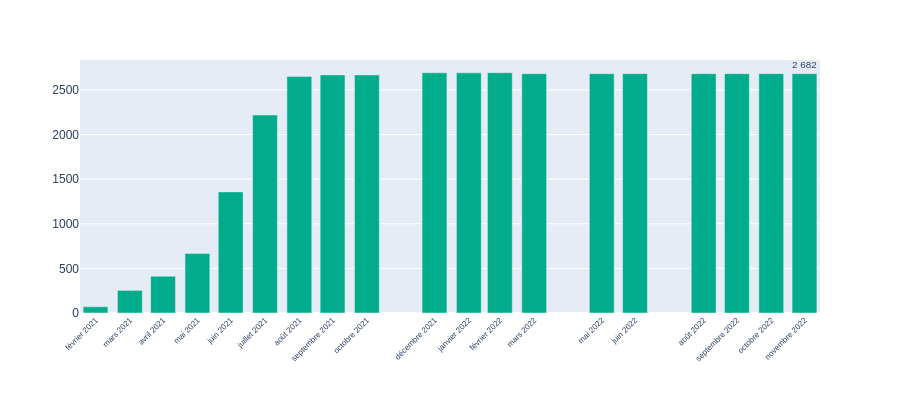 2 682
2500
2000
1500
1000
500
0
février 2021
mars 2021
avril 2021
mai 2021
juin 2021
juillet 2021
août 2021
septembre 2021
octobre 2021
décembre 2021
janvier 2022
février 2022
mars 2022
mai 2022
juin 2022
août 2022
septembre 2022
octobre 2022
novembre 2022